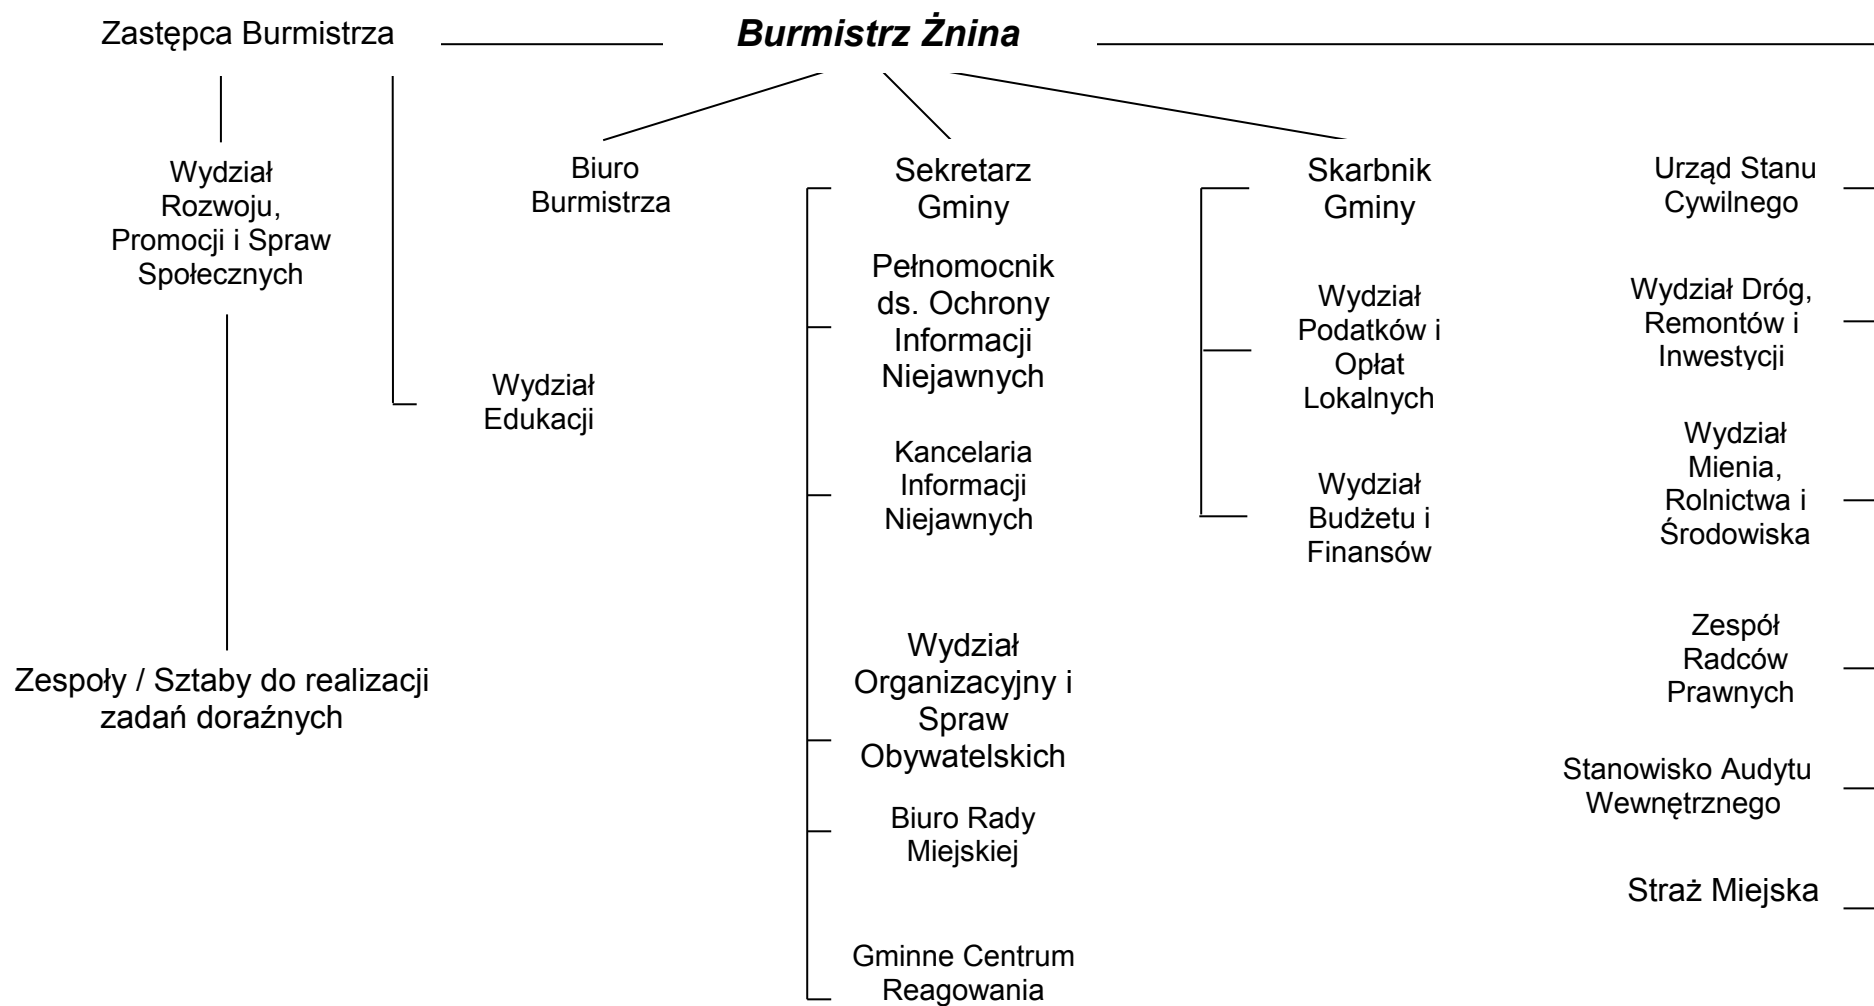 Zastępca Burmistrza
Burmistrz Żnina
Wydział
Rozwoju,
Promocji i Spraw
Społecznych
Zespoły / Sztaby do realizacji
zadań doraźnych
Wydział
Edukacji
Biuro
Burmistrza
Sekretarz
Gminy
Pełnomocnik
ds. Ochrony
Informacji
Niejawnych
Kancelaria
Informacji
Niejawnych
Wydział
Organizacyjny i
Spraw
Obywatelskich
Biuro Rady
Miejskiej
Gminne Centrum
Reagowania
Skarbnik
Gminy
Wydział
Podatków i
Opłat
Lokalnych
Wydział
Budżetu i
Finansów
Urząd Stanu
Cywilnego
Wydział Dróg,
Remontów i
Inwestycji
Wydział
Mienia,
Rolnictwa i
Środowiska
Zespół
Radców
Prawnych
Stanowisko Audytu
Wewnętrznego
Straż Miejska